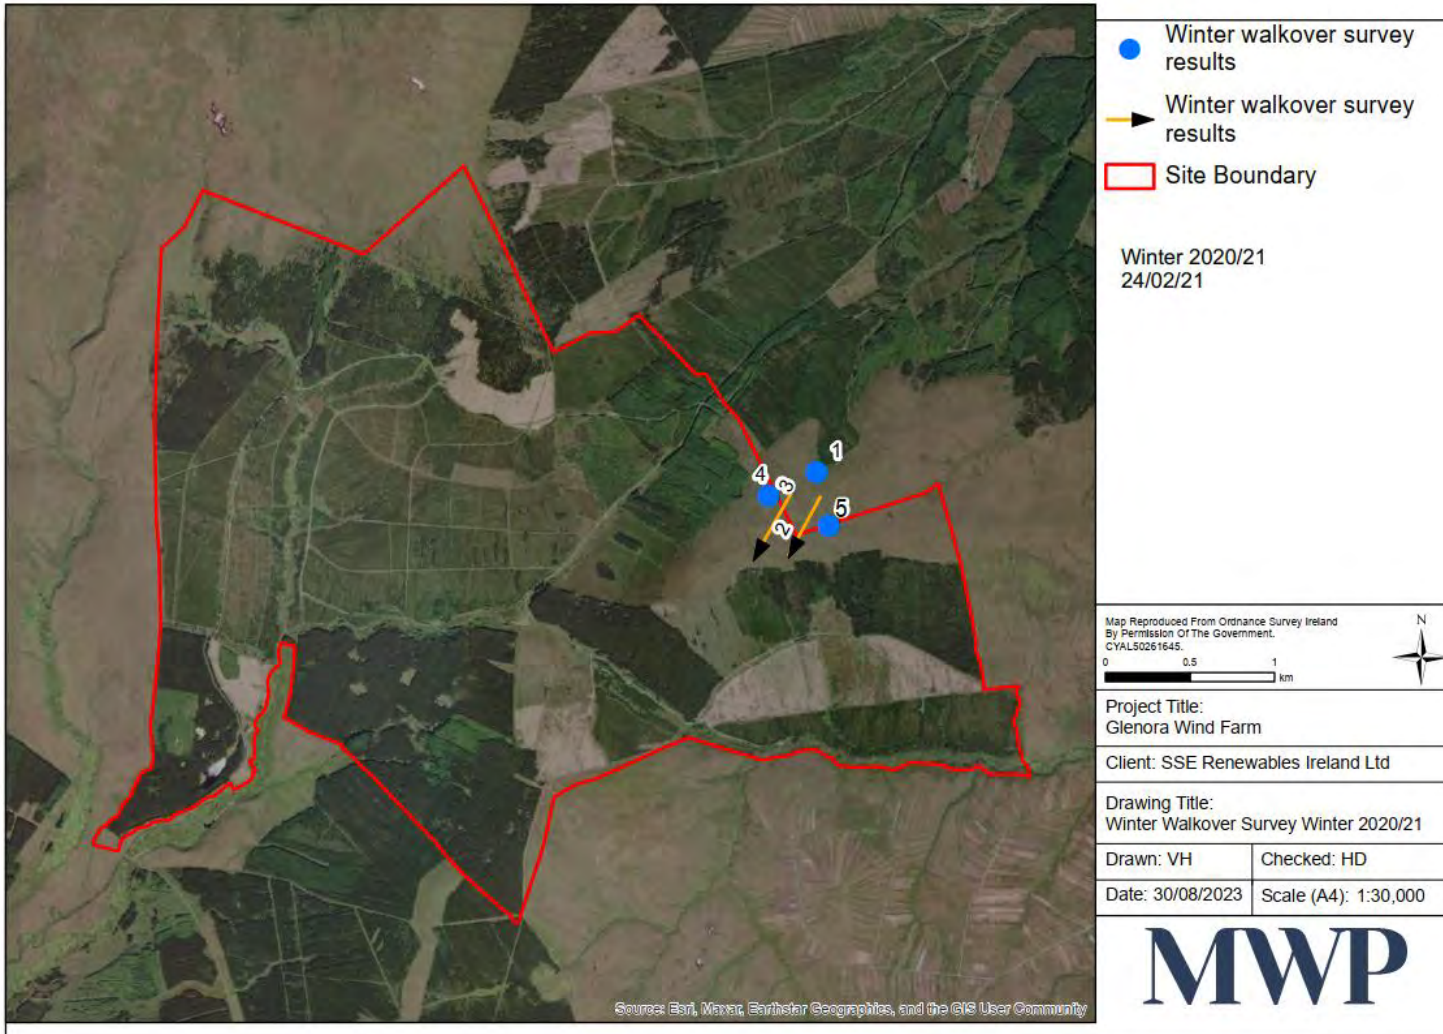 Winter walkover survey
results
Winter walkover survey
results
Site Boundary
Winter 2020/21
24/02/21
1
4
3
5
2
Map Reproduced From Ordnance Survey Ireland
By Permission Of The Government.
CYAL50261645.
0 0.5 1
km
N
Project Title:
Glenora Wind Farm
Client: SSE Renewables Ireland Ltd
Drawing Title:
Winter Walkover Survey Winter 2020/21
Drawn: VH
Checked: HD
Date: 30/08/2023
Scale (A4): 1:30,000
MWP
Source: Esri, Maxar, Earthstar Geographics, and the GIS User Community